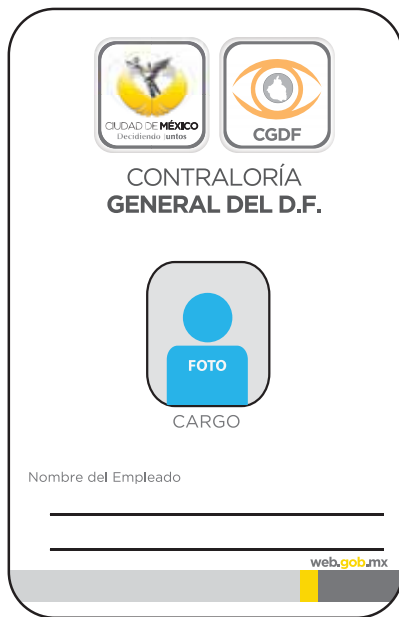 CIUDAD DE MÉXICO
Decidiendo Juntos
CGDF
CONTRALORÍA
GENERAL DEL D.F.
FOTO
CARGO
Nombre del Empleado
web.gob.mx